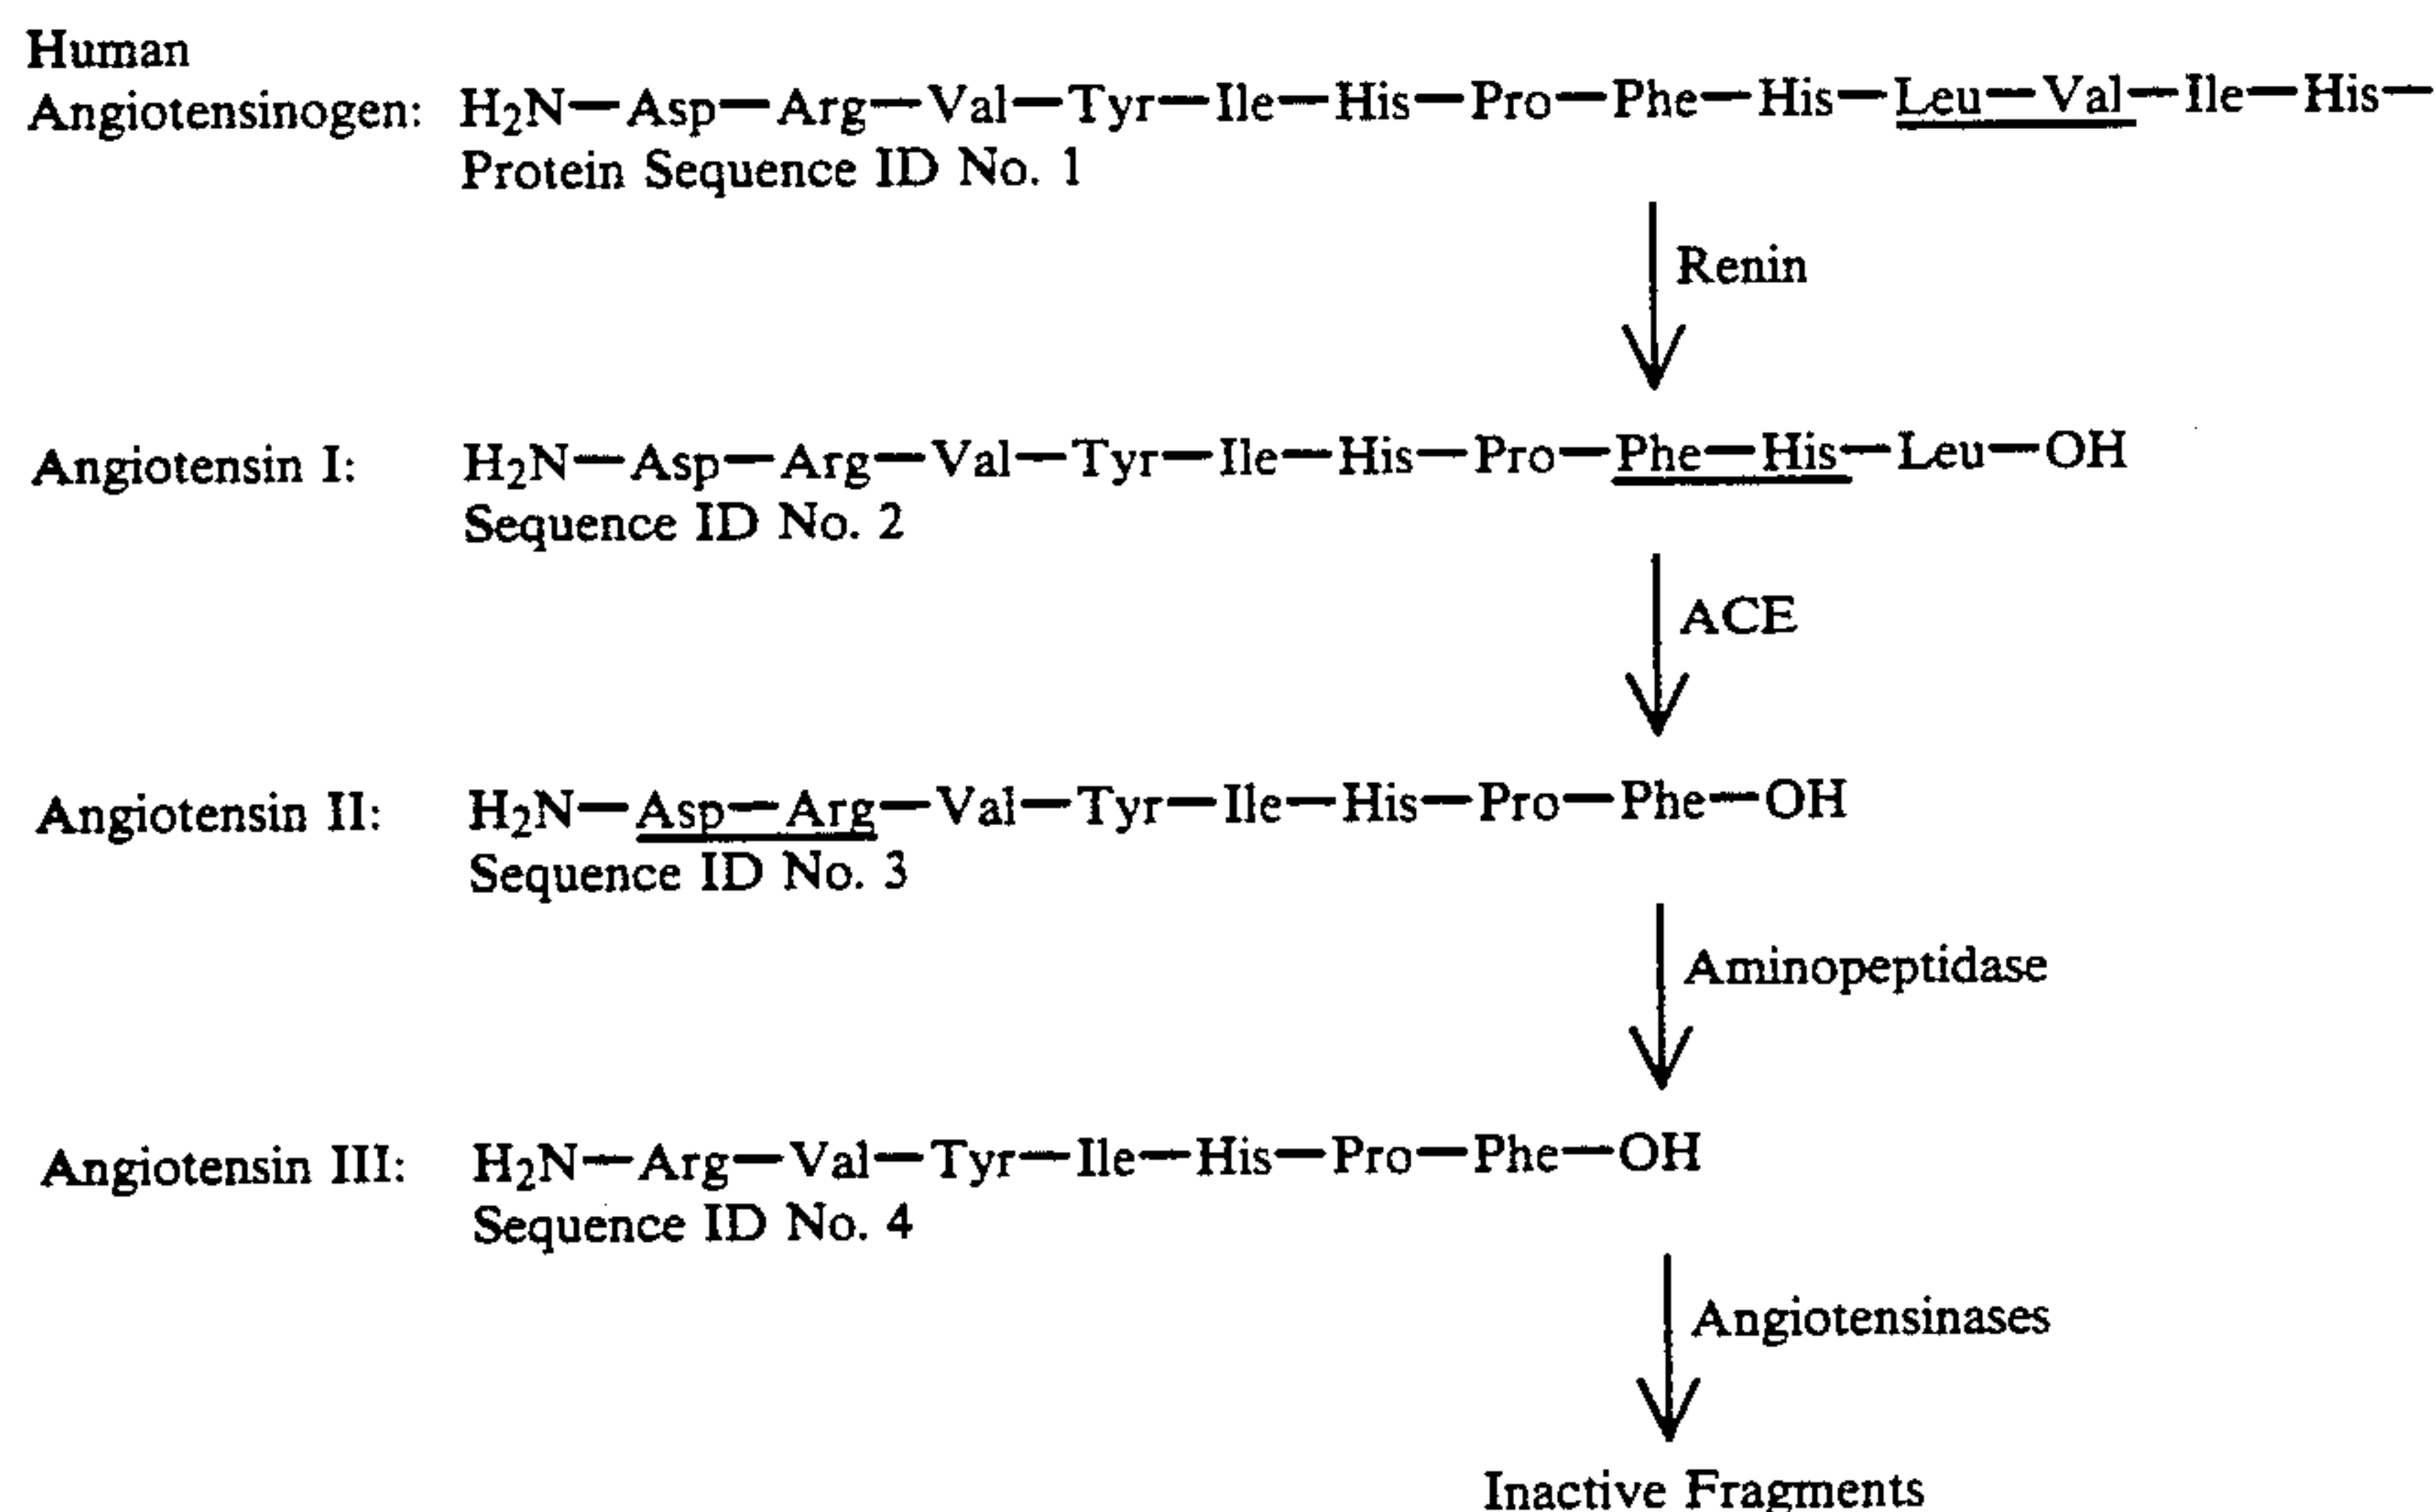 Human
Angiotensinogen: H₂N—Asp—Arg—Val—Tyr—Ile—His—Pro—Phe—His—Leu—Val—Ile—His—
Protein Sequence ID No. 1
Renin
Angiotensin I: H₂N—Asp—Arg—Val—Tyr—Ile—His—Pro—Phe—His—Leu—OH
Sequence ID No. 2
ACE
Angiotensin II: H₂N—Asp—Arg—Val—Tyr—Ile—His—Pro—Phe—OH
Sequence ID No. 3
Aminopeptidase
Angiotensin III: H₂N—Arg—Val—Tyr—Ile—His—Pro—Phe—OH
Sequence ID No. 4
Angiotensinases
Inactive Fragments